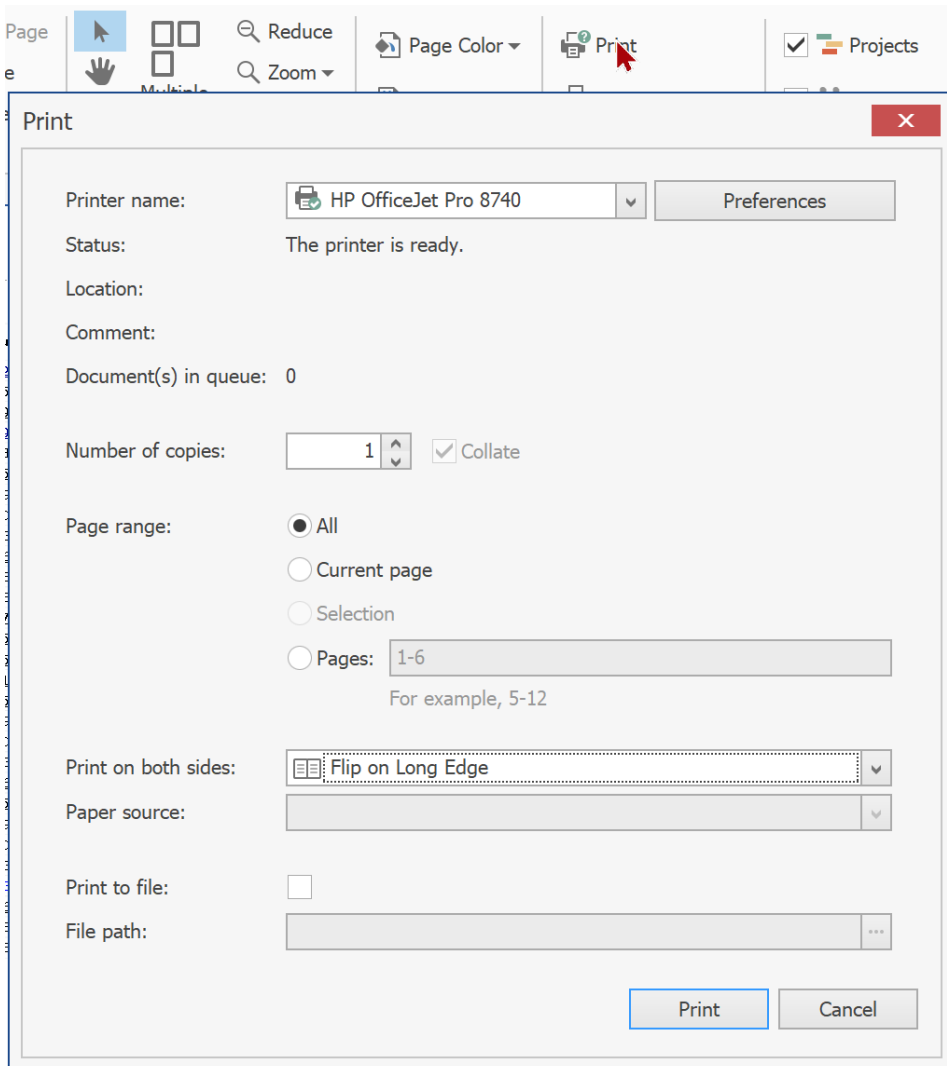 Page
Reduce
Page Color
Print
Projects
Zoom
Print
x
Printer name:
HP OfficeJet Pro 8740
Preferences
Status:
The printer is ready.
Location:
Comment:
Document(s) in queue:
0
Number of copies:
1
Collate
Page range:
All
Current page
Selection
Pages:
1-6
For example, 5-12
Print on both sides:
Flip on Long Edge
Paper source:
Print to file:
File path:
...
Print
Cancel